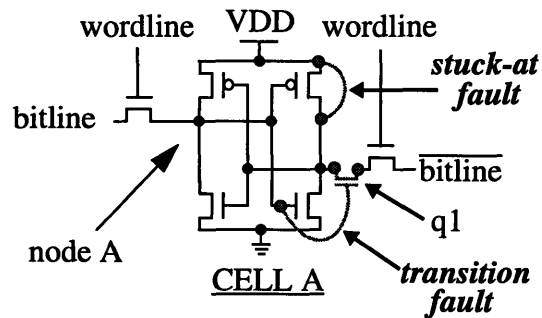 wordline
VDD
wordline
stuck-at
fault
bitline
bitline
q1
node A
CELL A
transition
fault